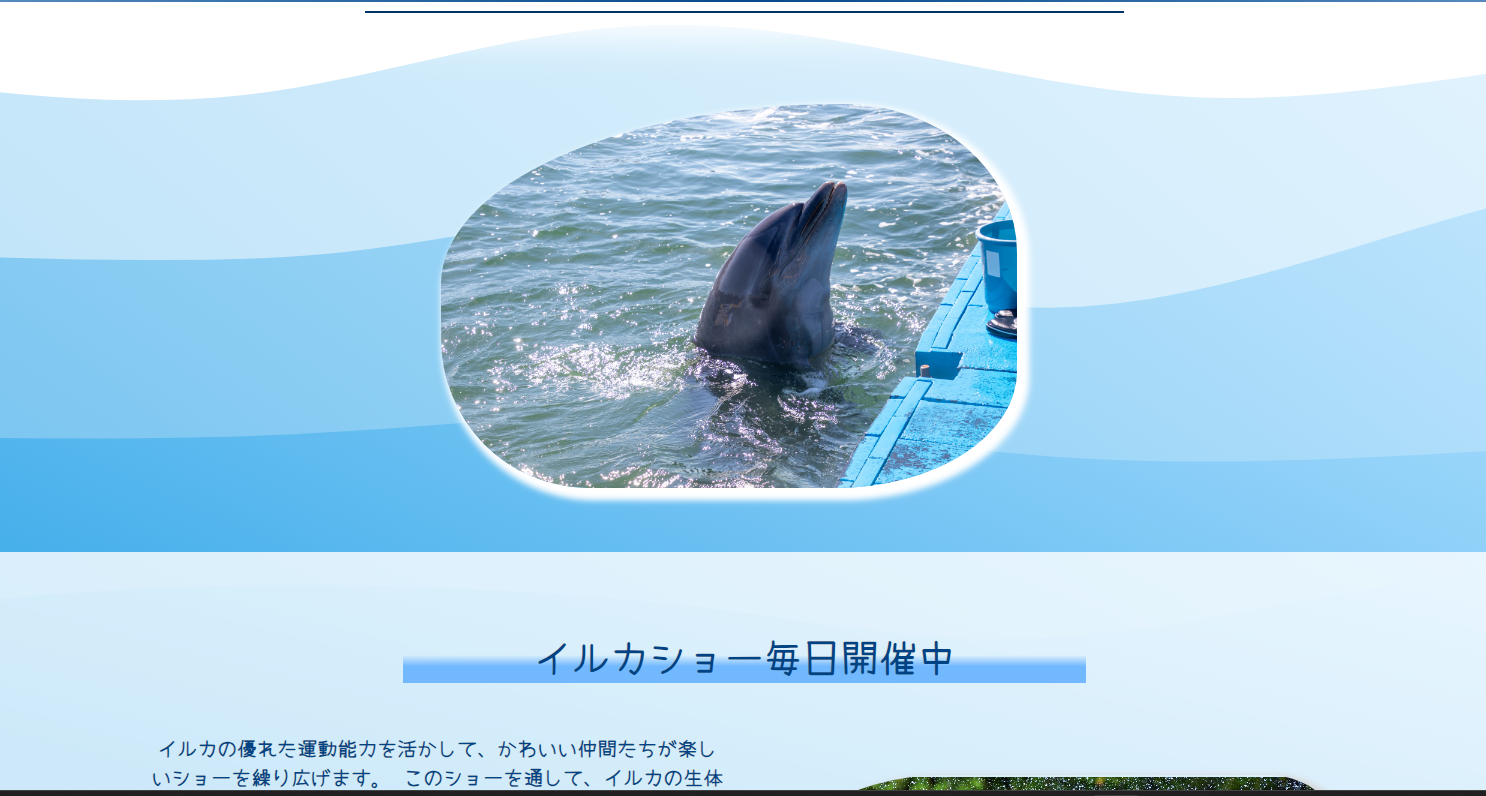 イルカショー毎日開催中
イルカの優れた運動能力を活かして、かわいい仲間たちが楽し
いショーを繰り広げます。 このショーを通して、イルカの生体